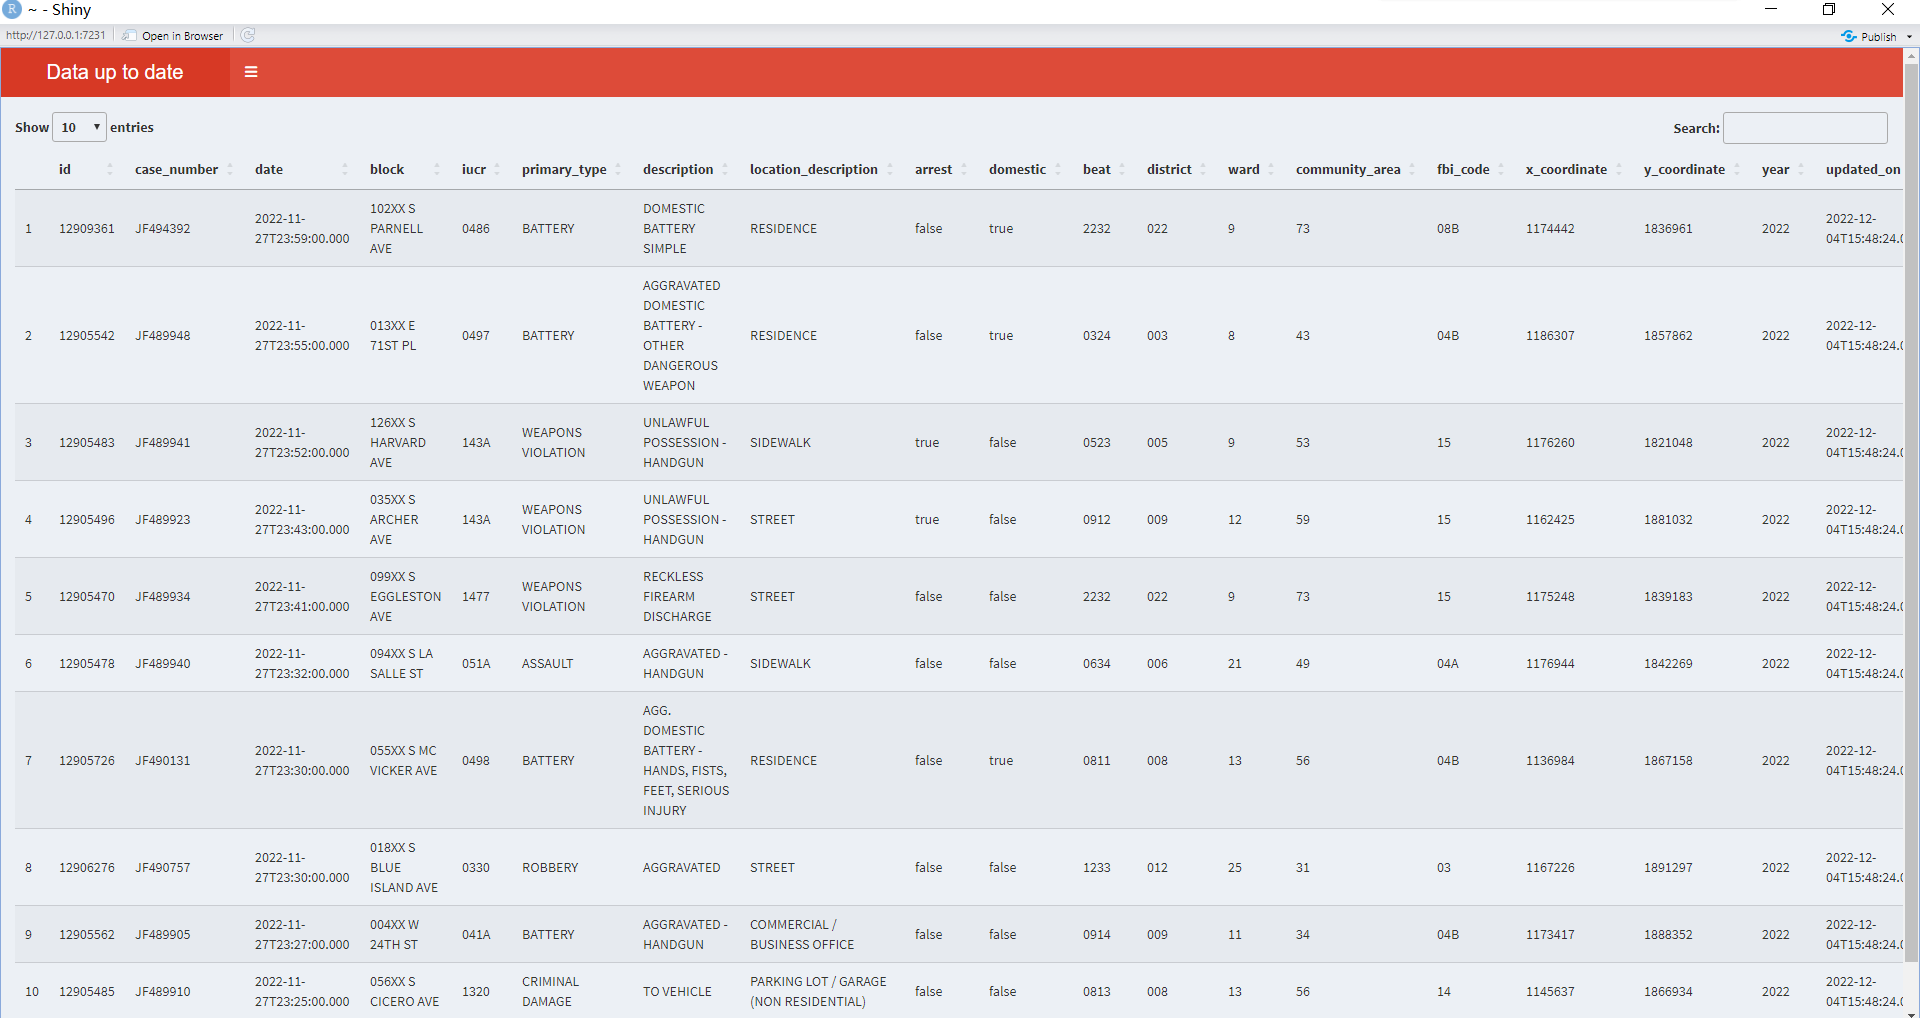 R ~ - Shiny
http://127.0.0.1:7231 Open in Browser Publish
Data up to date
Show 10 entries Search:
id case_number date block iucr primary_type description location_description arrest domestic beat district ward community_area fbi_code x_coordinate y_coordinate year updated_on
1 12909361 JF494392 2022-11-27T23:59:00.000 102XX S PARNELL AVE 0486 BATTERY DOMESTIC BATTERY SIMPLE RESIDENCE false true 2232 022 9 73 08B 1174442 1836961 2022 2022-12-04T15:48:24.0
2 12905542 JF489948 2022-11-27T23:55:00.000 013XX E 71ST PL 0497 BATTERY AGGRAVATED DOMESTIC BATTERY - OTHER DANGEROUS WEAPON RESIDENCE false true 0324 003 8 43 04B 1186307 1857862 2022 2022-12-04T15:48:24.0
3 12905483 JF489941 2022-11-27T23:52:00.000 126XX S HARVARD AVE 143A WEAPONS VIOLATION UNLAWFUL POSSESSION - HANDGUN SIDEWALK true false 0523 005 9 53 15 1176260 1821048 2022 2022-12-04T15:48:24.0
4 12905496 JF489923 2022-11-27T23:43:00.000 035XX S ARCHER AVE 143A WEAPONS VIOLATION UNLAWFUL POSSESSION - HANDGUN STREET true false 0912 009 12 59 15 1162425 1881032 2022 2022-12-04T15:48:24.0
5 12905470 JF489934 2022-11-27T23:41:00.000 099XX S EGGLESTON AVE 1477 WEAPONS VIOLATION RECKLESS FIREARM DISCHARGE STREET false false 2232 022 9 73 15 1175248 1839183 2022 2022-12-04T15:48:24.0
6 12905478 JF489940 2022-11-27T23:32:00.000 094XX S LA SALLE ST 051A ASSAULT AGGRAVATED - HANDGUN SIDEWALK false false 0634 006 21 49 04A 1176944 1842269 2022 2022-12-04T15:48:24.0
7 12905726 JF490131 2022-11-27T23:30:00.000 055XX S MC VICKER AVE 0498 BATTERY AGG. DOMESTIC BATTERY - HANDS, FISTS, FEET, SERIOUS INJURY RESIDENCE false true 0811 008 13 56 04B 1136984 1867158 2022 2022-12-04T15:48:24.0
8 12906276 JF490757 2022-11-27T23:30:00.000 018XX S BLUE ISLAND AVE 0330 ROBBERY AGGRAVATED STREET false false 1233 012 25 31 03 1167226 1891297 2022 2022-12-04T15:48:24.0
9 12905562 JF489905 2022-11-27T23:27:00.000 004XX W 24TH ST 041A BATTERY AGGRAVATED - HANDGUN COMMERCIAL / BUSINESS OFFICE false false 0914 009 11 34 04B 1173417 1888352 2022 2022-12-04T15:48:24.0
10 12905485 JF489910 2022-11-27T23:25:00.000 056XX S CICERO AVE 1320 CRIMINAL DAMAGE TO VEHICLE PARKING LOT / GARAGE (NON RESIDENTIAL) false false 0813 008 13 56 14 1145637 1866934 2022 2022-12-04T15:48:24.0